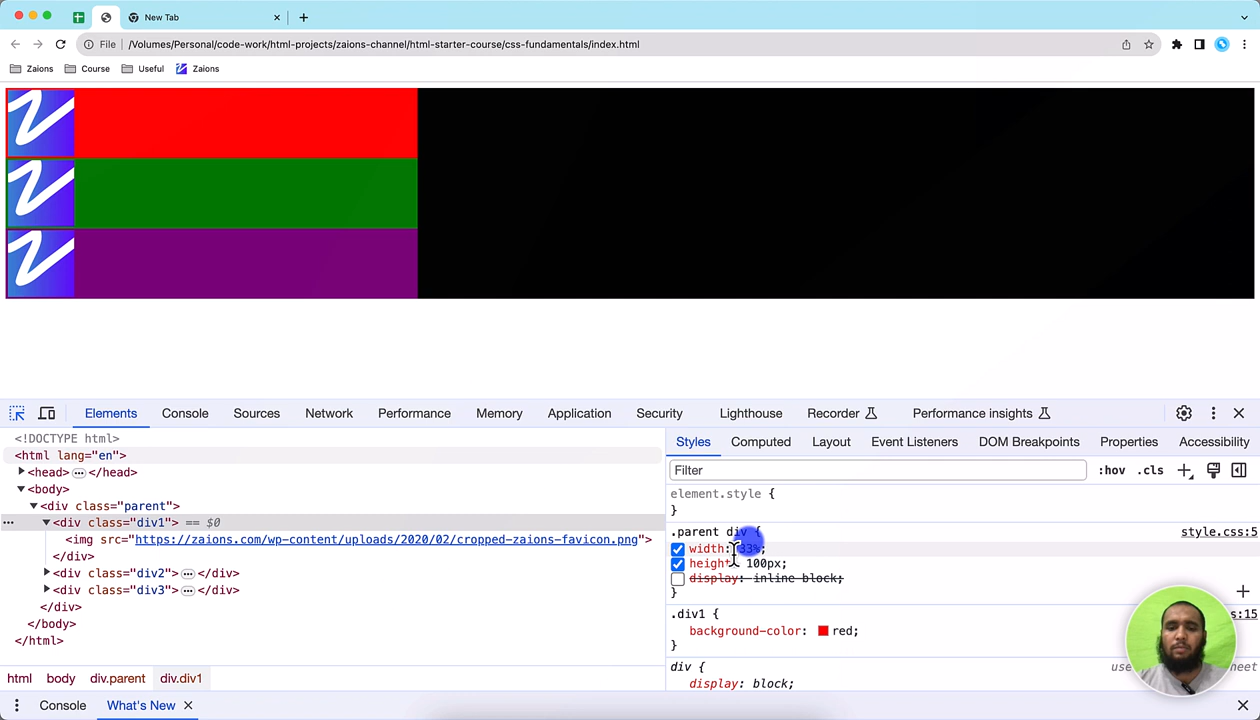 New Tab
File | /Volumes/Personal/code-work/html-projects/zaions-channel/html-starter-course/css-fundamentals/index.html
Zaions Course Useful Zaions
Elements Console Sources Network Performance Memory Application Security Lighthouse Recorder Performance insights
<!DOCTYPE html>
<html lang="en">
<head> ••• </head>
<body>
<div class="parent">
••• <div class="div1"> == $0
<img src="https://zaions.com/wp-content/uploads/2020/02/cropped-zaions-favicon.png">
</div>
<div class="div2"> ••• </div>
<div class="div3"> ••• </div>
</div>
</body>
</html>
html body div.parent div.div1
Styles Computed Layout Event Listeners DOM Breakpoints Properties Accessibility
Filter :hov .cls
element.style {
}
.parent div { style.css:5
width: 33%;
height: 100px;
display: inline block;
}
.div1 { s:15
background-color: red;
}
div {
display: block;
Console What's New